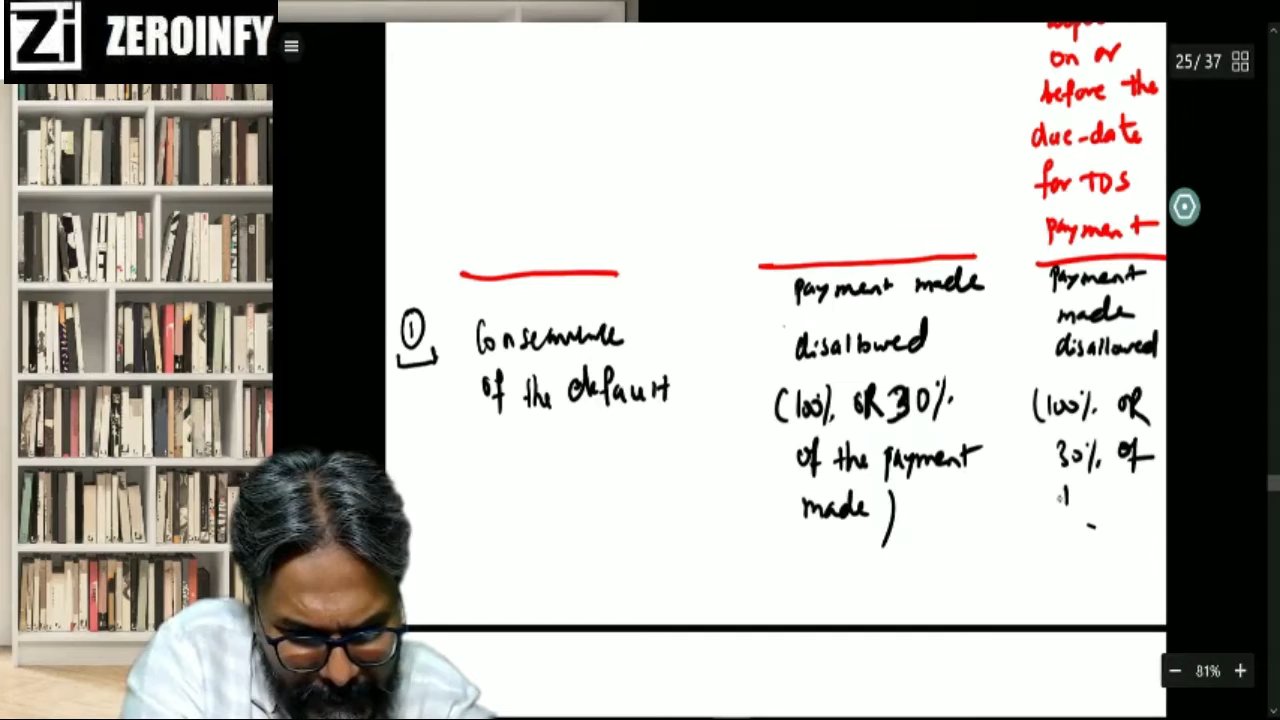 Zi ZEROINFY
25/37
on or
before the
due-date
for TDS
payment
payment made
disallowed
(100% OR 30%
of the payment
made)
payment
made
disallowed
(100% OR
30% of
①
of the default
81%